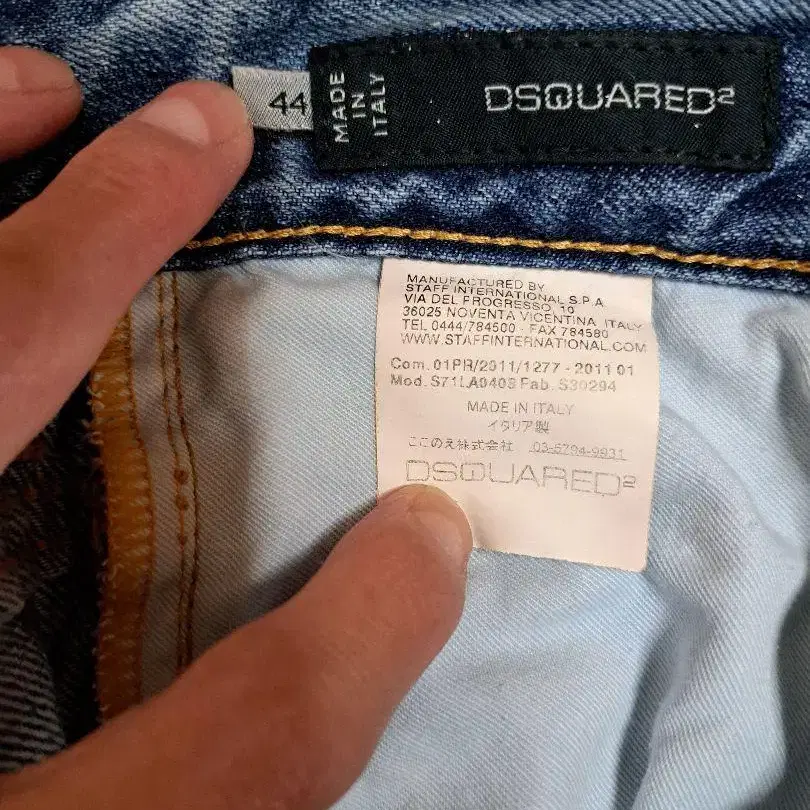 44
MADE
IN
ITALY
DSQUARED2
MANUFACTURED BY
STAFF INTERNATIONAL S.P.A.
VIA DEL PROGRESSO, 10
36025 NOVENTA VICENTINA ITALY
TEL 0444/784500 - FAX 784580
WWW.STAFFINTERNATIONAL.COM
Com. 01PR/2011/1277 - 2011 01
Mod. S71LA0408 Fab. S30294
MADE IN ITALY
イタリア製
ここのえ株式会社 03-5794-9931
DSQUARED2